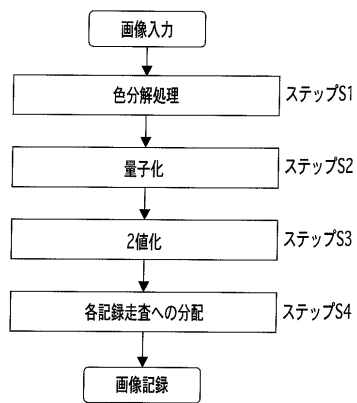 画像入力
色分解処理 ステップS1
量子化 ステップS2
2値化 ステップS3
各記録走査への分配 ステップS4
画像記録